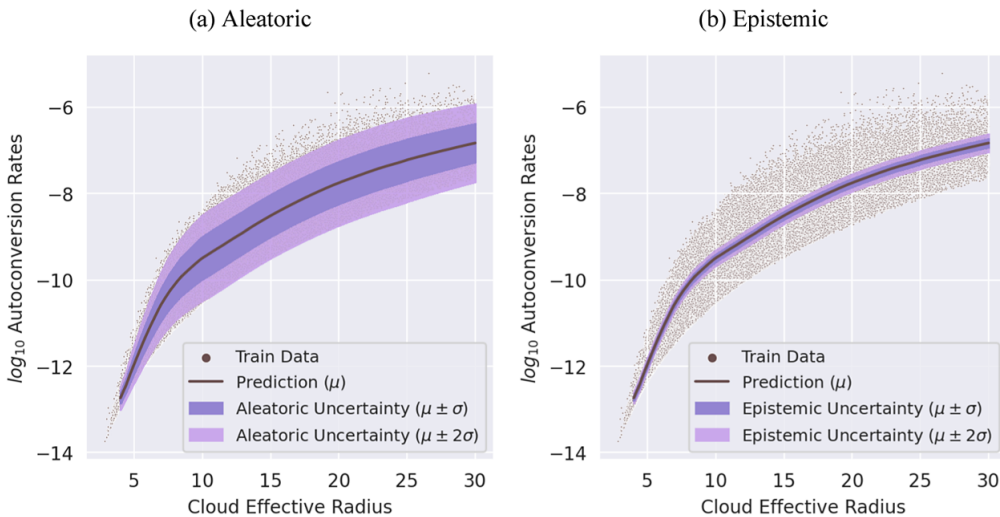 (a) Aleatoric
(b) Epistemic
−6
−8
−10
−12
−14
log10 Autoconversion Rates
Train Data
Prediction (μ)
Aleatoric Uncertainty (μ ± σ)
Aleatoric Uncertainty (μ ± 2σ)
5 10 15 20 25 30
Cloud Effective Radius
−6
−8
−10
−12
−14
log10 Autoconversion Rates
Train Data
Prediction (μ)
Epistemic Uncertainty (μ ± σ)
Epistemic Uncertainty (μ ± 2σ)
5 10 15 20 25 30
Cloud Effective Radius